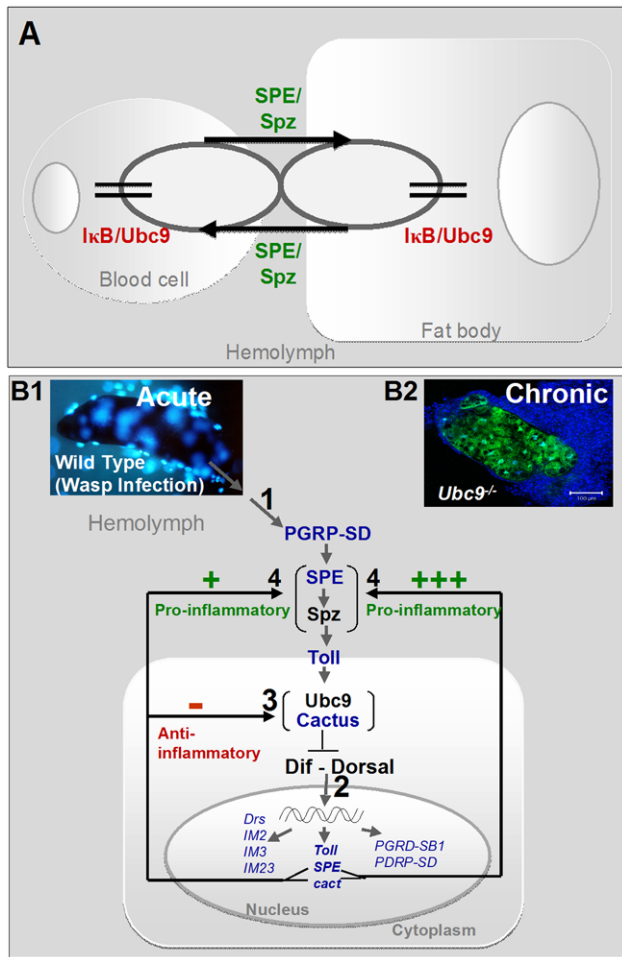 A
SPE/
Spz
IκB/Ubc9
IκB/Ubc9
SPE/
Spz
Blood cell
Fat body
Hemolymph
B1
Acute
Wild Type
(Wasp Infection)
B2
Chronic
Ubc9-/-
100 µm
1
Hemolymph
PGRP-SD
+
4
SPE
4
+++
Pro-inflammatory
Spz
Pro-inflammatory
Toll
-
3
Ubc9
Cactus
Anti-
inflammatory
Dif - Dorsal
2
Drs
IM2
IM3
IM23
Toll
SPE
cact
PGRD-SB1
PDRP-SD
Nucleus
Cytoplasm